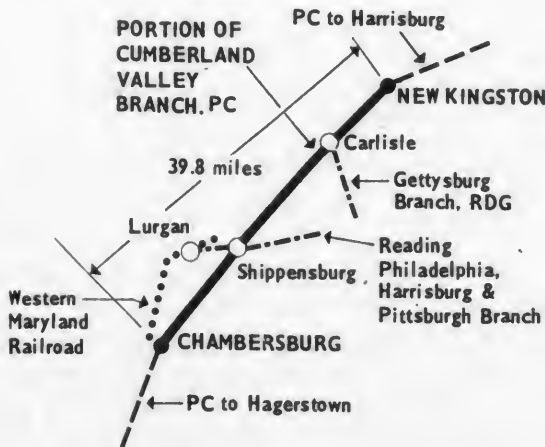 PC to Harrisburg
PORTION OF
CUMBERLAND
VALLEY
BRANCH, PC
NEW KINGSTON
Carlisle
39.8 miles
Gettysburg
Branch, RDG
Lurgan
Shippensburg
Reading
Philadelphia,
Harrisburg &
Pittsburgh Branch
Western
Maryland
Railroad
CHAMBERSBURG
PC to Hagerstown